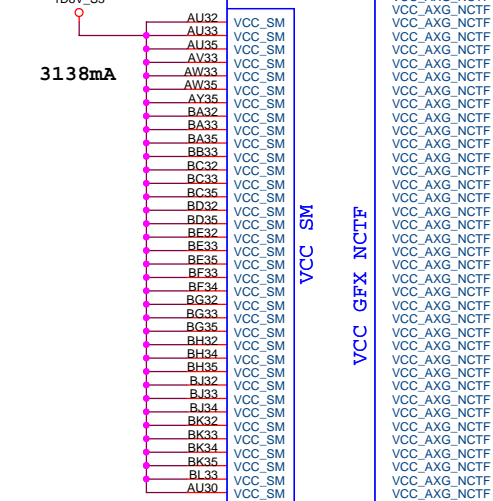 VCC_AXG_NCTF
AU32 VCC_SM VCC_AXG_NCTF
AU33 VCC_SM VCC_AXG_NCTF
AU35 VCC_SM VCC_AXG_NCTF
AV33 VCC_SM VCC_AXG_NCTF
3138mA
AW33 VCC_SM VCC_AXG_NCTF
AW35 VCC_SM VCC_AXG_NCTF
AY35 VCC_SM VCC_AXG_NCTF
BA32 VCC_SM VCC_AXG_NCTF
BA33 VCC_SM VCC_AXG_NCTF
BA35 VCC_SM VCC_AXG_NCTF
BB33 VCC_SM VCC_AXG_NCTF
BC32 VCC_SM VCC_AXG_NCTF
BC33 VCC_SM VCC_AXG_NCTF
BC35 VCC_SM VCC_AXG_NCTF
BD32 VCC_SM VCC_AXG_NCTF
BD35 VCC_SM VCC_AXG_NCTF
BE32 VCC_SM VCC_AXG_NCTF
BE33 VCC_SM VCC_AXG_NCTF
BE35 VCC_SM VCC_AXG_NCTF
BF33 VCC_SM VCC_AXG_NCTF
BF34 VCC_SM VCC_AXG_NCTF
BG32 VCC_SM VCC_AXG_NCTF
BG33 VCC_SM VCC_AXG_NCTF
BG35 VCC_SM VCC_AXG_NCTF
BH32 VCC_SM VCC_AXG_NCTF
BH34 VCC_SM VCC_AXG_NCTF
BH35 VCC_SM VCC_AXG_NCTF
BJ32 VCC_SM VCC_AXG_NCTF
BJ33 VCC_SM VCC_AXG_NCTF
BJ34 VCC_SM VCC_AXG_NCTF
BK32 VCC_SM VCC_AXG_NCTF
BK33 VCC_SM VCC_AXG_NCTF
BK34 VCC_SM VCC_AXG_NCTF
BK35 VCC_SM VCC_AXG_NCTF
BL33 VCC_SM VCC_AXG_NCTF
AU30 VCC_SM VCC_AXG_NCTF
VCC SM
VCC GFX NCTF